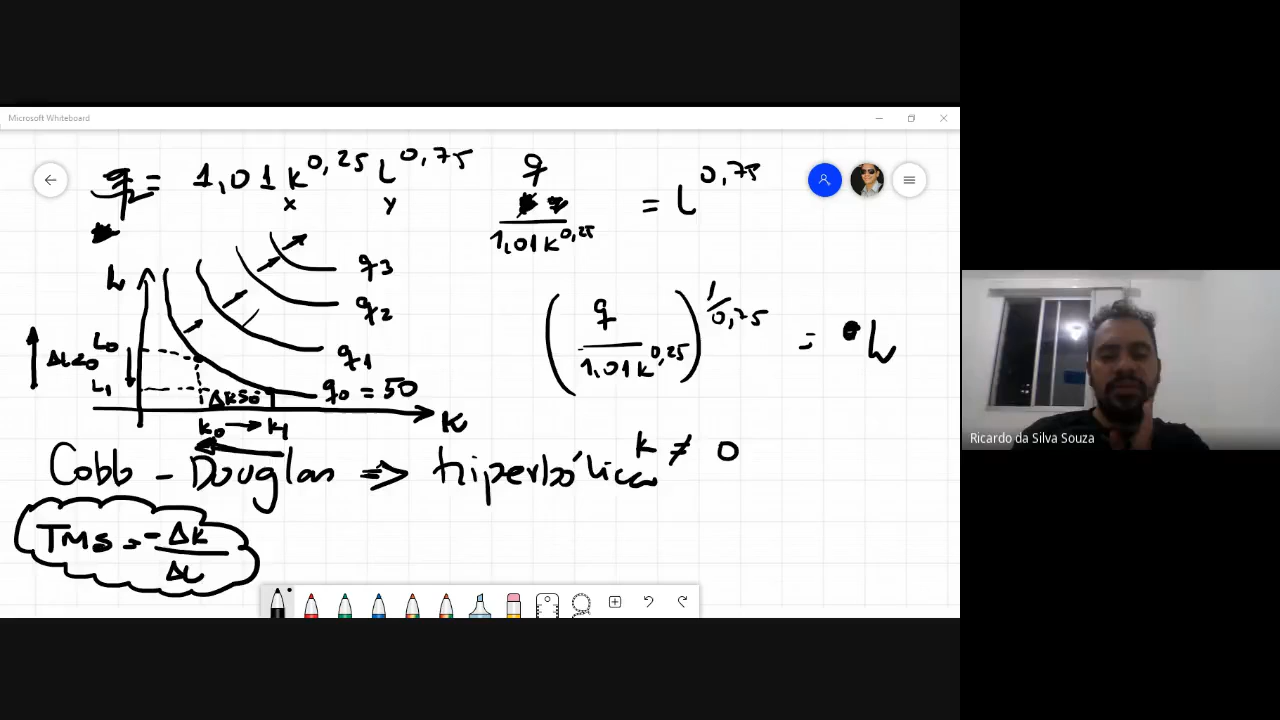 Microsoft Whiteboard
q = 1,01 k^0,25 L^0,75
x y
q / 1,01 k^0,25 = L^0,75
L
q3
q2
q1
q0 = 50
(q / 1,01 k^0,25)^1/0,75 = L
L0
L1
k0 → k1
K
k ≠ 0
Cobb - Douglas => hiperbólica
TMS = -Δk / ΔL
Ricardo da Silva Souza